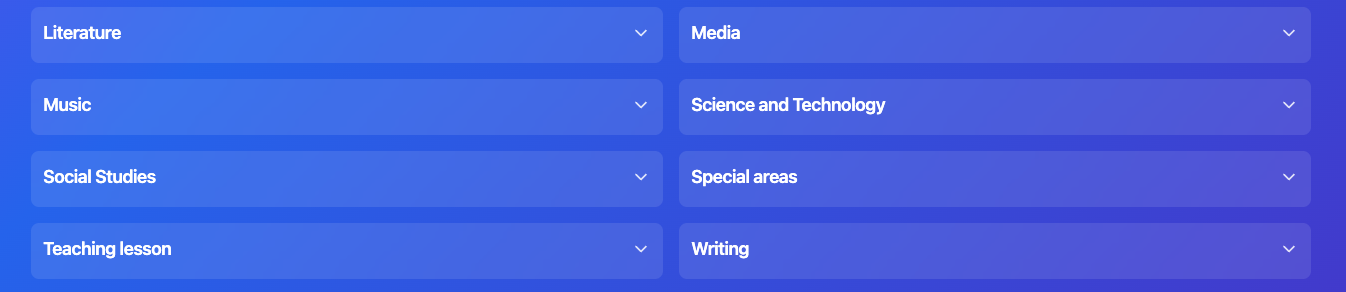 Literature
Media
Music
Science and Technology
Social Studies
Special areas
Teaching lesson
Writing